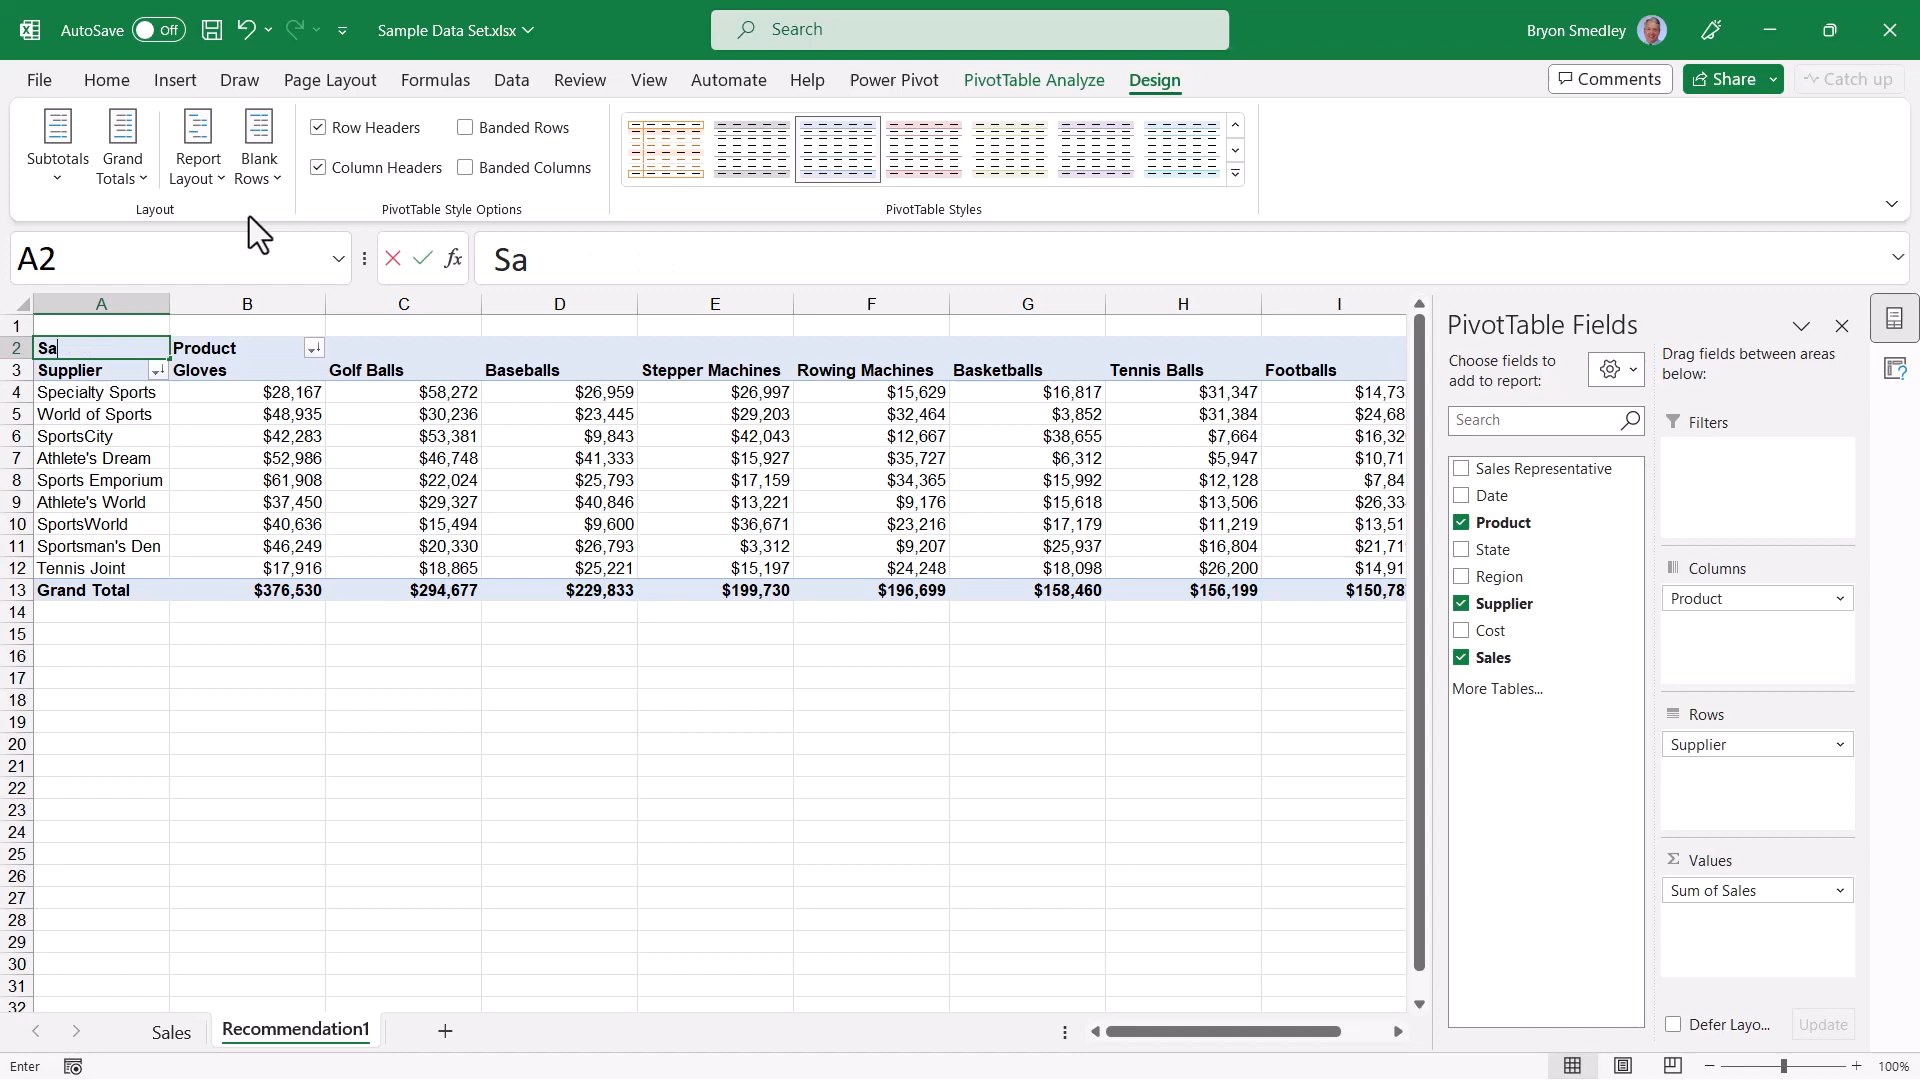 AutoSave Off Sample Data Set.xlsx Search Bryon Smedley
File Home Insert Draw Page Layout Formulas Data Review View Automate Help Power Pivot PivotTable Analyze Design Comments Share Catch up
Subtotals Grand Totals Report Layout Blank Rows
Row Headers Banded Rows
Column Headers Banded Columns
Layout PivotTable Style Options PivotTable Styles
A2 fx Sa
A B C D E F G H I
1
2 Sa Product
3 Supplier Gloves Golf Balls Baseballs Stepper Machines Rowing Machines Basketballs Tennis Balls Footballs
4 Specialty Sports $28,167 $58,272 $26,959 $26,997 $15,629 $16,817 $31,347 $14,73
5 World of Sports $48,935 $30,236 $23,445 $29,203 $32,464 $3,852 $31,384 $24,68
6 SportsCity $42,283 $53,381 $9,843 $42,043 $12,667 $38,655 $7,664 $16,32
7 Athlete's Dream $52,986 $46,748 $41,333 $15,927 $35,727 $6,312 $5,947 $10,71
8 Sports Emporium $61,908 $22,024 $25,793 $17,159 $34,365 $15,992 $12,128 $7,84
9 Athlete's World $37,450 $29,327 $40,846 $13,221 $9,176 $15,618 $13,506 $26,33
10 SportsWorld $40,636 $15,494 $9,600 $36,671 $23,216 $17,179 $11,219 $13,51
11 Sportsman's Den $46,249 $20,330 $26,793 $3,312 $9,207 $25,937 $16,804 $21,71
12 Tennis Joint $17,916 $18,865 $25,221 $15,197 $24,248 $18,098 $26,200 $14,91
13 Grand Total $376,530 $294,677 $229,833 $199,730 $196,699 $158,460 $156,199 $150,78
14
15
16
17
18
19
20
21
22
23
24
25
26
27
28
29
30
31
32
PivotTable Fields
Choose fields to
add to report:
Search
Sales Representative
Date
Product
State
Region
Supplier
Cost
Sales
More Tables...
Drag fields between areas
below:
Filters
Columns
Product
Rows
Supplier
Σ Values
Sum of Sales
Defer Layo... Update
Sales Recommendation1
Enter 100%